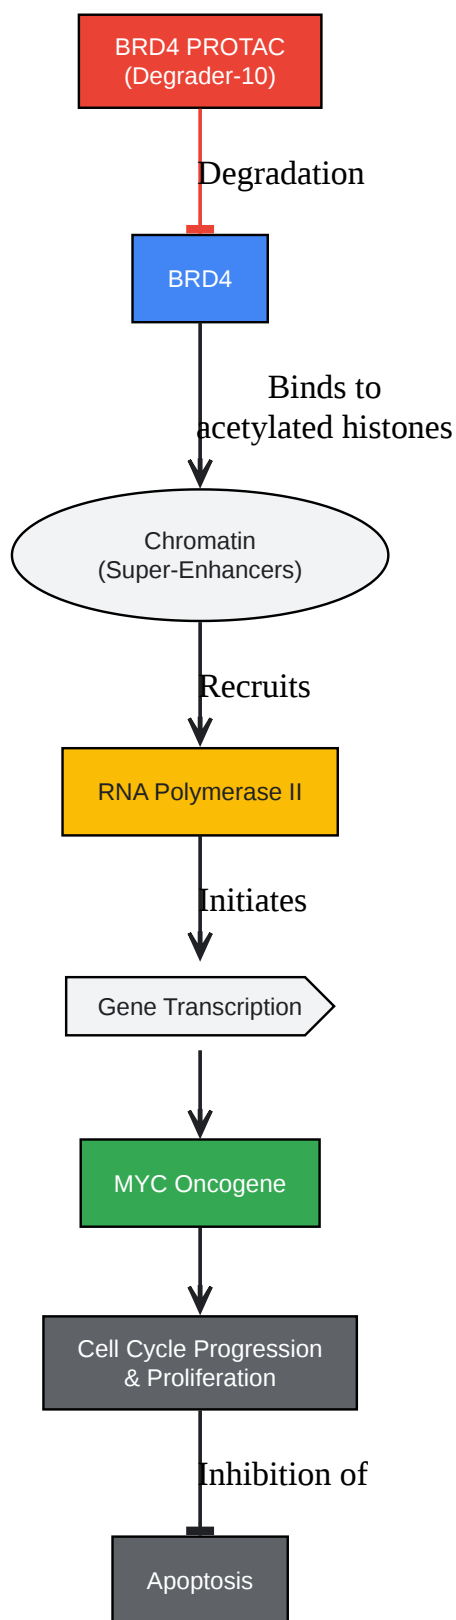 BRD4 PROTAC
(Degrader-10)
Degradation
BRD4
Binds to
acetylated histones
Chromatin
(Super-Enhancers)
Recruits
RNA Polymerase II
Initiates
Gene Transcription
MYC Oncogene
Cell Cycle Progression
& Proliferation
Inhibition of
Apoptosis